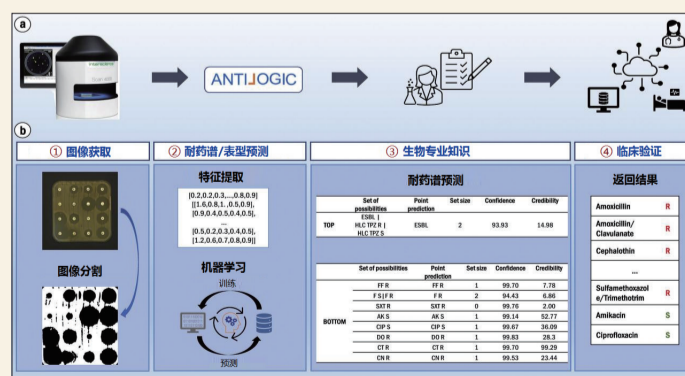 a
ANTILOGIC
b
① 图像获取
② 耐药谱/表型预测
③ 生物专业知识
④ 临床验证
图像分割
特征提取
[0.2,0.2,0.3,...,0.8,0.9]
[[1.6,0.8,1..0.5,0.9],
[0.9,0.4,0.5,0.4,0.5],
...
[0.5,0.2,0.3,0.4,0.5],
[1.2,0.6,0.7,0.8,0.9]]
机器学习
训练
预测
耐药谱预测
Set of possibilities Point prediction Set size Confidence Credibility
TOP ESBL | HLC TPZ R | HLC TPZ S ESBL 2 93.93 14.98
Set of possibilities Point prediction Set size Confidence Credibility
BOTTOM
FF R FF R 1 99.70 7.78
F S|F R F R 2 94.43 6.86
SXT R SXT R 0 99.76 2.00
AK S AK S 1 99.14 52.77
CIP S CIP S 1 99.67 36.09
DO R DO R 1 99.83 28.3
CT R CT R 1 99.70 99.29
CN R CN R 1 99.53 23.44
返回结果
Amoxicillin R
Amoxicillin/
Clavulanate R
Cephalothin R
...
Sulfamethoxazol
e/Trimethotrim R
Amikacin S
Ciprofloxacin S